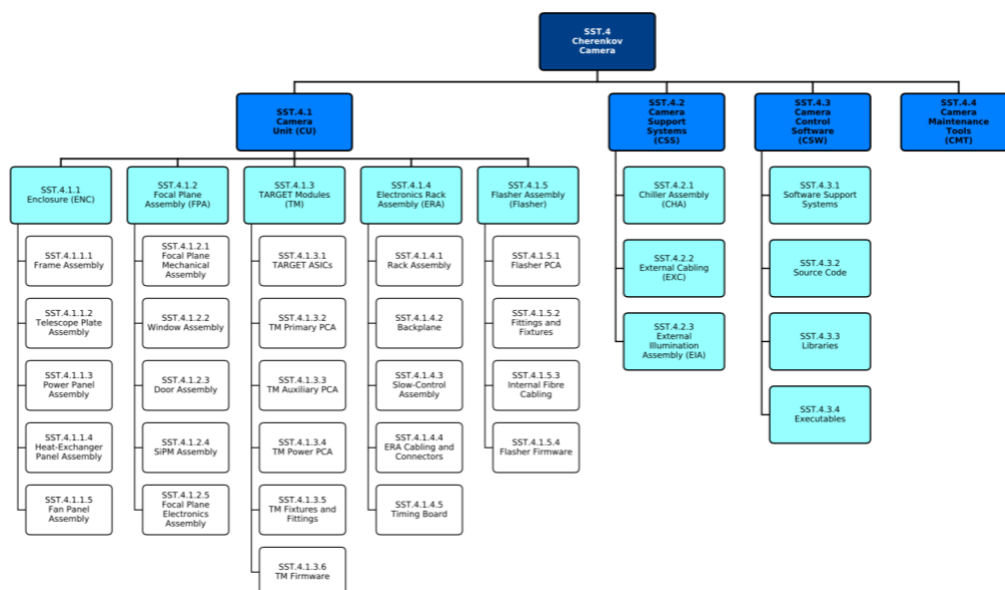 SST.4
Cherenkov
Camera
SST.4.1
Camera
Unit (CU)
SST.4.2
Camera
Support
Systems (CSS)
SST.4.3
Camera
Control
Software (CSW)
SST.4.4
Camera
Maintenance
Tools (CMT)
SST.4.1.1
Enclosure (ENC)
SST.4.1.2
Focal Plane
Assembly (FPA)
SST.4.1.3
TARGET Modules
(TM)
SST.4.1.4
Electronics Rack
Assembly (ERA)
SST.4.1.5
Flasher Assembly
(Flasher)
SST.4.2.1
Chiller Assembly
(CHA)
SST.4.3.1
Software Support
Systems
SST.4.1.1.1
Frame Assembly
SST.4.1.2.1
Focal Plane
Mechanical
Assembly
SST.4.1.3.1
TARGET ASICs
SST.4.1.4.1
Rack Assembly
SST.4.1.5.1
Flasher PCA
SST.4.2.2
External Cabling
(EXC)
SST.4.3.2
Source Code
SST.4.1.1.2
Telescope Plate
Assembly
SST.4.1.2.2
Window Assembly
SST.4.1.3.2
TM Primary PCA
SST.4.1.4.2
Backplane
SST.4.1.5.2
Fittings and
Fixtures
SST.4.2.3
External
Illumination
Assembly (EIA)
SST.4.3.3
Libraries
SST.4.1.1.3
Power Panel
Assembly
SST.4.1.2.3
Door Assembly
SST.4.1.3.3
TM Auxiliary PCA
SST.4.1.4.3
Slow-Control
Assembly
SST.4.1.5.3
Internal Fibre
Cabling
SST.4.3.4
Executables
SST.4.1.1.4
Heat-Exchanger
Panel Assembly
SST.4.1.2.4
SiPM Assembly
SST.4.1.3.4
TM Power PCA
SST.4.1.4.4
ERA Cabling and
Connectors
SST.4.1.5.4
Flasher Firmware
SST.4.1.1.5
Fan Panel
Assembly
SST.4.1.2.5
Focal Plane
Electronics
Assembly
SST.4.1.3.5
TM Fixtures and
Fittings
SST.4.1.4.5
Timing Board
SST.4.1.3.6
TM Firmware